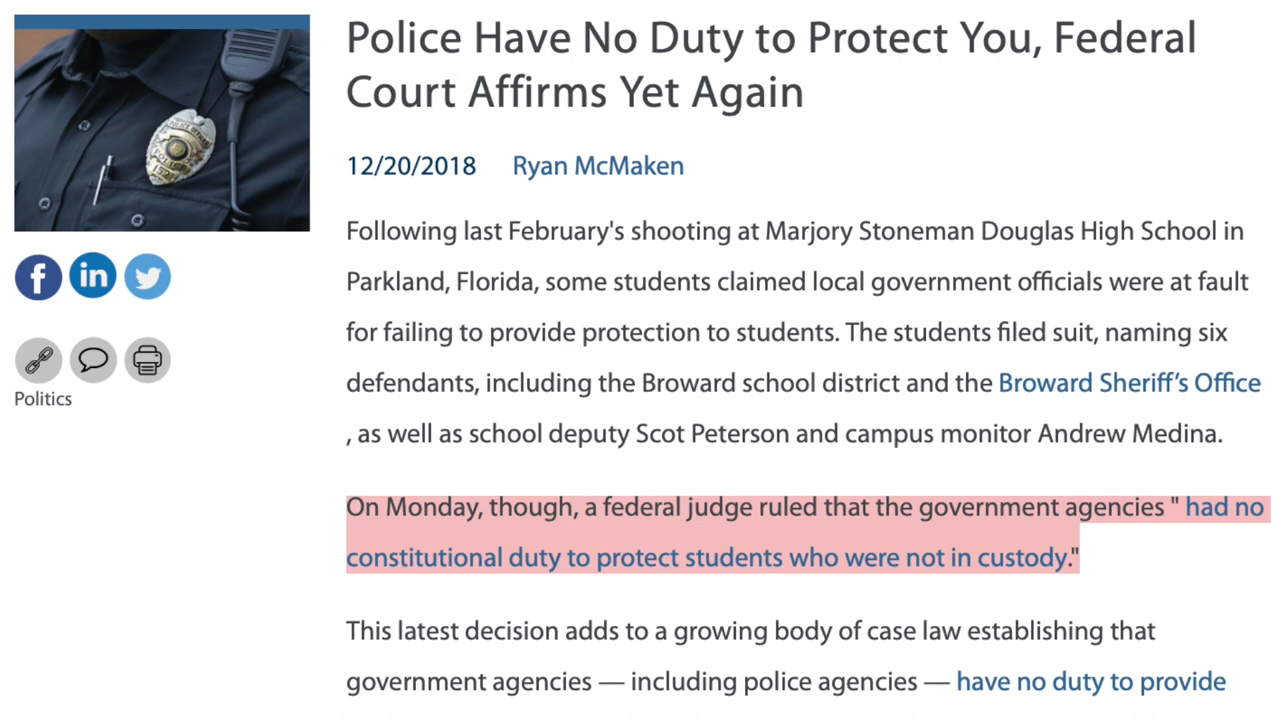 Police Have No Duty to Protect You, Federal
Court Affirms Yet Again
12/20/2018 Ryan McMaken
Following last February's shooting at Marjory Stoneman Douglas High School in
Parkland, Florida, some students claimed local government officials were at fault
for failing to provide protection to students. The students filed suit, naming six
defendants, including the Broward school district and the Broward Sheriff’s Office
, as well as school deputy Scot Peterson and campus monitor Andrew Medina.
On Monday, though, a federal judge ruled that the government agencies " had no
constitutional duty to protect students who were not in custody."
This latest decision adds to a growing body of case law establishing that
government agencies — including police agencies — have no duty to provide
f in
Politics